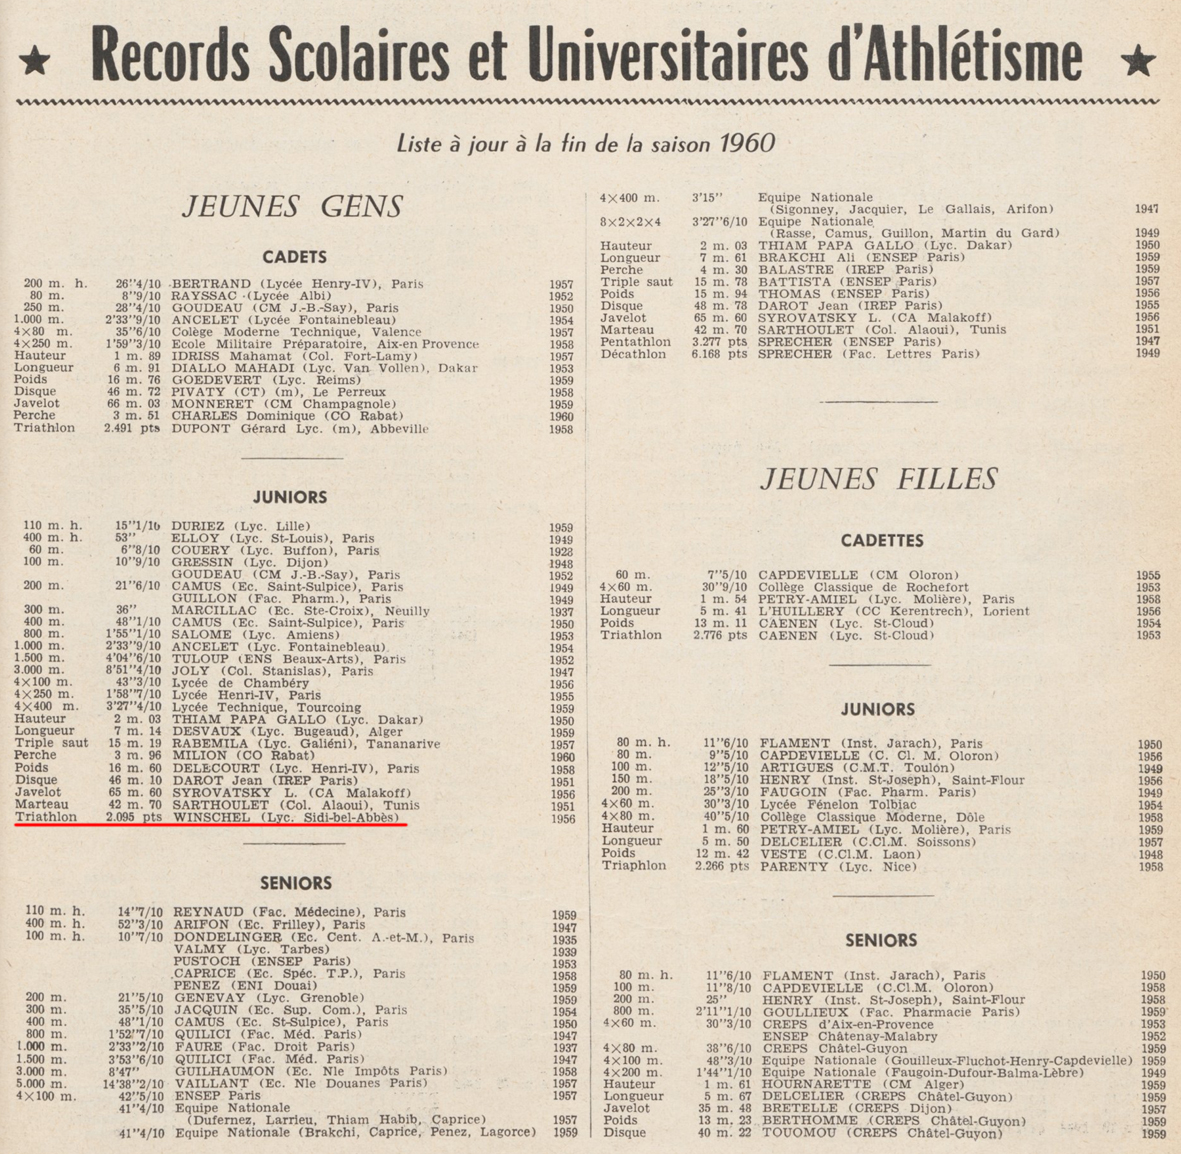 ★ Records Scolaires et Universitaires d'Athlétisme ★
Liste à jour à la fin de la saison 1960
JEUNES GENS
CADETS
200 m. h. 26"4/10 BERTRAND (Lycée Henry-IV), Paris 1957
80 m. 8"9/10 RAYSSAC (Lycée Albi) 1952
250 m. 28"4/10 GOUDEAU (CM J.-B.-Say), Paris 1950
1.000 m. 2'33"9/10 ANCELET (Lycée Fontainebleau) 1954
4×80 m. 35"6/10 Colège Moderne Technique, Valence 1957
4×250 m. 1'59"3/10 Ecole Militaire Préparatoire, Aix-en Provence 1958
Hauteur 1 m. 89 IDRISS Mahamat (Col. Fort-Lamy) 1957
Longueur 6 m. 91 DIALLO MAHADI (Lyc. Van Vollen), Dakar 1953
Poids 16 m. 76 GOEDEVERT (Lyc. Reims) 1959
Disque 46 m. 72 PIVATY (CT) (m), Le Perreux 1958
Javelot 66 m. 03 MONNERET (CM Champagnole) 1959
Perche 3 m. 51 CHARLES Dominique (CO Rabat) 1960
Triathlon 2.491 pts DUPONT Gérard Lyc. (m), Abbeville 1958
JUNIORS
110 m. h. 15"1/10 DURIEZ (Lyc. Lille) 1959
400 m. h. 53" ELLOY (Lyc. St-Louis), Paris 1949
60 m. 6"8/10 COUERY (Lyc. Buffon), Paris 1928
100 m. 10"9/10 GRESSIN (Lyc. Dijon) 1948
GOUDEAU (CM J.-B.-Say), Paris 1952
200 m. 21"6/10 CAMUS (Ec. Saint-Sulpice), Paris 1949
GUILLON (Fac. Pharm.), Paris 1949
300 m. 36" MARCILLAC (Ec. Ste-Croix), Neuilly 1937
400 m. 48"1/10 CAMUS (Ec. Saint-Sulpice), Paris 1950
800 m. 1'55"1/10 SALOME (Lyc. Amiens) 1953
1.000 m. 2'33"9/10 ANCELET (Lyc. Fontainebleau) 1954
1.500 m. 4'04"6/10 TULOUP (ENS Beaux-Arts), Paris 1952
3.000 m. 8'51"4/10 JOLY (Col. Stanislas), Paris 1947
4×100 m. 43"3/10 Lycée de Chambéry 1956
4×250 m. 1'58"7/10 Lycée Henri-IV, Paris 1955
4×400 m. 3'27"4/10 Lycée Technique, Tourcoing 1959
Hauteur 2 m. 03 THIAM PAPA GALLO (Lyc. Dakar) 1950
Longueur 7 m. 14 DESVAUX (Lyc. Bugeaud), Alger 1959
Triple saut 15 m. 19 RABEMILA (Lyc. Galiéni), Tananarive 1957
Perche 3 m. 96 MILION (CO Rabat) 1960
Poids 16 m. 60 DELECOURT (Lyc. Henri-IV), Paris 1958
Disque 46 m. 10 DAROT Jean (IREP Paris) 1951
Javelot 65 m. 60 SYROVATSKY L. (CA Malakoff) 1956
Marteau 42 m. 70 SARTHOULET (Col. Alaoui), Tunis 1951
Triathlon 2.095 pts WINSCHEL (Lyc. Sidi-bel-Abbès) 1956
SENIORS
110 m. h. 14"7/10 REYNAUD (Fac. Médecine), Paris 1959
400 m. h. 52"3/10 ARIFON (Ec. Frilley), Paris 1947
100 m. h. 10"7/10 DONDELINGER (Ec. Cent. A.-et-M.), Paris 1935
VALMY (Lyc. Tarbes) 1939
PUSTOCH (ENSEP Paris) 1953
CAPRICE (Ec. Spéc. T.P.), Paris 1958
PENEZ (ENI Douai) 1959
200 m. 21"5/10 GENEVAY (Lyc. Grenoble) 1959
300 m. 35"5/10 JACQUIN (Ec. Sup. Com.), Paris 1954
400 m. 48"1/10 CAMUS (Ec. St-Sulpice), Paris 1950
800 m. 1'52"7/10 QUILICI (Fac. Méd. Paris) 1947
1.000 m. 2'33"2/10 FAURE (Fac. Droit Paris) 1937
1.500 m. 3'53"6/10 QUILICI (Fac. Méd. Paris) 1947
3.000 m. 8'47" GUILHAUMON (Ec. Nle Impôts Paris) 1958
5.000 m. 14'38"2/10 VAILLANT (Ec. Nle Douanes Paris) 1957
4×100 m. 42"5/10 ENSEP Paris 1957
41"4/10 Equipe Nationale
(Dufernez, Larrieu, Thiam Habib, Caprice) 1957
41"4/10 Equipe Nationale (Brakchi, Caprice, Penez, Lagorce) 1959
4×400 m. 3'15" Equipe Nationale
(Sigonney, Jacquier, Le Gallais, Arifon) 1947
8×2×2×4 3'27"6/10 Equipe Nationale
(Rasse, Camus, Guillon, Martin du Gard) 1949
Hauteur 2 m. 03 THIAM PAPA GALLO (Lyc. Dakar) 1950
Longueur 7 m. 61 BRAKCHI Ali (ENSEP Paris) 1959
Perche 4 m. 30 BALASTRE (IREP Paris) 1959
Triple saut 15 m. 78 BATTISTA (ENSEP Paris) 1957
Poids 15 m. 94 THOMAS (ENSEP Paris) 1956
Disque 48 m. 78 DAROT Jean (IREP Paris) 1955
Javelot 65 m. 60 SYROVATSKY L. (CA Malakoff) 1956
Marteau 42 m. 70 SARTHOULET (Col. Alaoui), Tunis 1951
Pentathlon 3.277 pts SPRECHER (ENSEP Paris) 1947
Décathlon 6.168 pts SPRECHER (Fac. Lettres Paris) 1949
JEUNES FILLES
CADETTES
60 m. 7"5/10 CAPDEVIELLE (CM Oloron) 1955
4×60 m. 30"9/10 Collège Classique de Rochefort 1953
Hauteur 1 m. 54 PETRY-AMIEL (Lyc. Molière), Paris 1958
Longueur 5 m. 41 L'HUILLERY (CC Kerentrech), Lorient 1956
Poids 13 m. 11 CAENEN (Lyc. St-Cloud) 1954
Triathlon 2.776 pts CAENEN (Lyc. St-Cloud) 1953
JUNIORS
80 m. h. 11"6/10 FLAMENT (Inst. Jarach), Paris 1950
80 m. 9"5/10 CAPDEVIELLE (C. Cl. M. Oloron) 1956
100 m. 12"5/10 ARTIGUES (C.M.T. Toulon) 1949
150 m. 18"5/10 HENRY (Inst. St-Joseph), Saint-Flour 1956
200 m. 25"3/10 FAUGOIN (Fac. Pharm. Paris) 1949
4×60 m. 30"3/10 Lycée Fénelon Tolbiac 1954
4×80 m. 40"5/10 Collège Classique Moderne, Dôle 1958
Hauteur 1 m. 60 PETRY-AMIEL (Lyc. Molière), Paris 1959
Longueur 5 m. 50 DELCELIER (C.Cl.M. Soissons) 1957
Poids 12 m. 42 VESTE (C.Cl.M. Laon) 1948
Triaphlon 2.266 pts PARENTY (Lyc. Nice) 1958
SENIORS
80 m. h. 11"6/10 FLAMENT (Inst. Jarach), Paris 1950
100 m. 11"8/10 CAPDEVIELLE (C.Cl.M. Oloron) 1958
200 m. 25" HENRY (Inst. St-Joseph), Saint-Flour 1958
800 m. 2'11"1/10 GOULLIEUX (Fac. Pharmacie Paris) 1959
4×60 m. 30"3/10 CREPS d'Aix-en-Provence 1953
ENSEP Châtenay-Malabry 1952
4×80 m. 38"6/10 CREPS Châtel-Guyon 1959
4×100 m. 48"3/10 Equipe Nationale (Gouilleux-Fluchot-Henry-Capdevielle) 1959
4×200 m. 1'44"1/10 Equipe Nationale (Faugoin-Dufour-Balma-Lèbre) 1949
Hauteur 1 m. 61 HOURNARETTE (CM Alger) 1959
Longueur 5 m. 67 DELCELIER (CREPS Châtel-Guyon) 1959
Javelot 35 m. 48 BRETELLE (CREPS Dijon) 1957
Poids 13 m. 23 BERTHOMME (CREPS Châtel-Guyon) 1959
Disque 40 m. 22 TOUOMOU (CREPS Châtel-Guyon) 1959